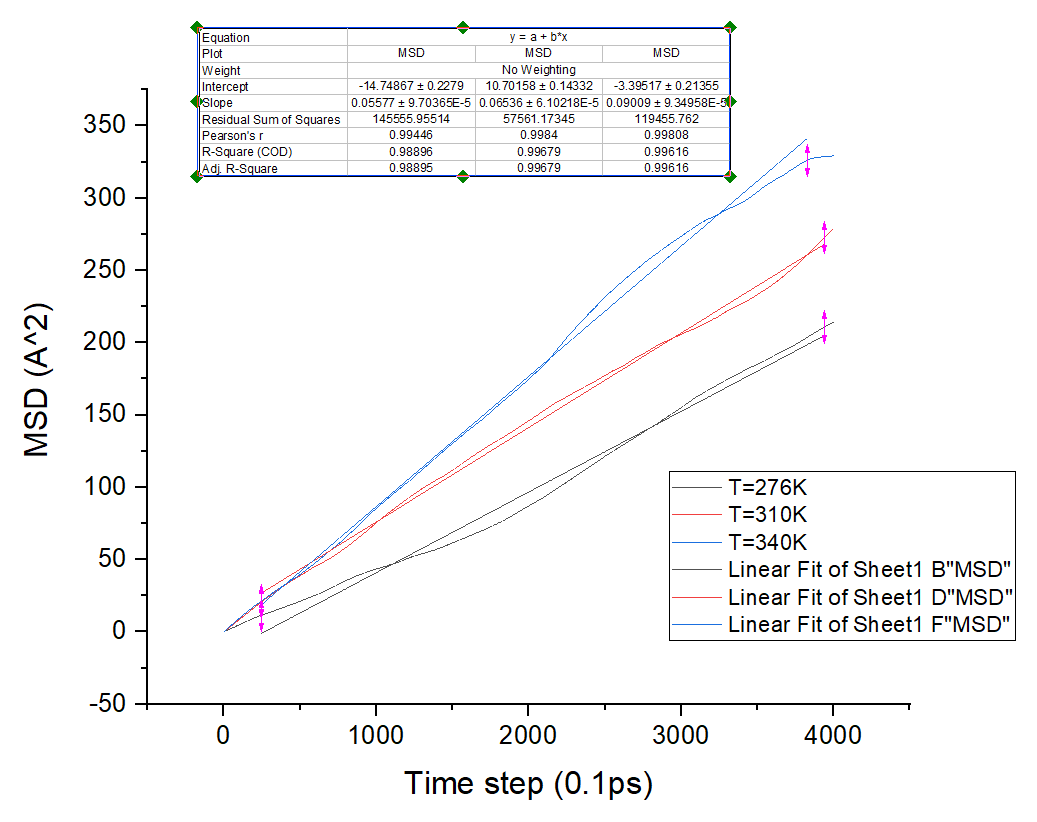 Equation y = a + b*x
Plot MSD MSD MSD
Weight No Weighting
Intercept -14.74867 ± 0.2279 10.70158 ± 0.14332 -3.39517 ± 0.21355
Slope 0.05577 ± 9.70365E-5 0.06536 ± 6.10218E-5 0.09009 ± 9.34958E-5
Residual Sum of Squares 145555.95514 57561.17345 119455.762
Pearson's r 0.99446 0.9984 0.99808
R-Square (COD) 0.98896 0.99679 0.99616
Adj. R-Square 0.98895 0.99679 0.99616
350
300
250
200
150
100
50
0
-50
MSD (A^2)
T=276K
T=310K
T=340K
Linear Fit of Sheet1 B"MSD"
Linear Fit of Sheet1 D"MSD"
Linear Fit of Sheet1 F"MSD"
0 1000 2000 3000 4000
Time step (0.1ps)